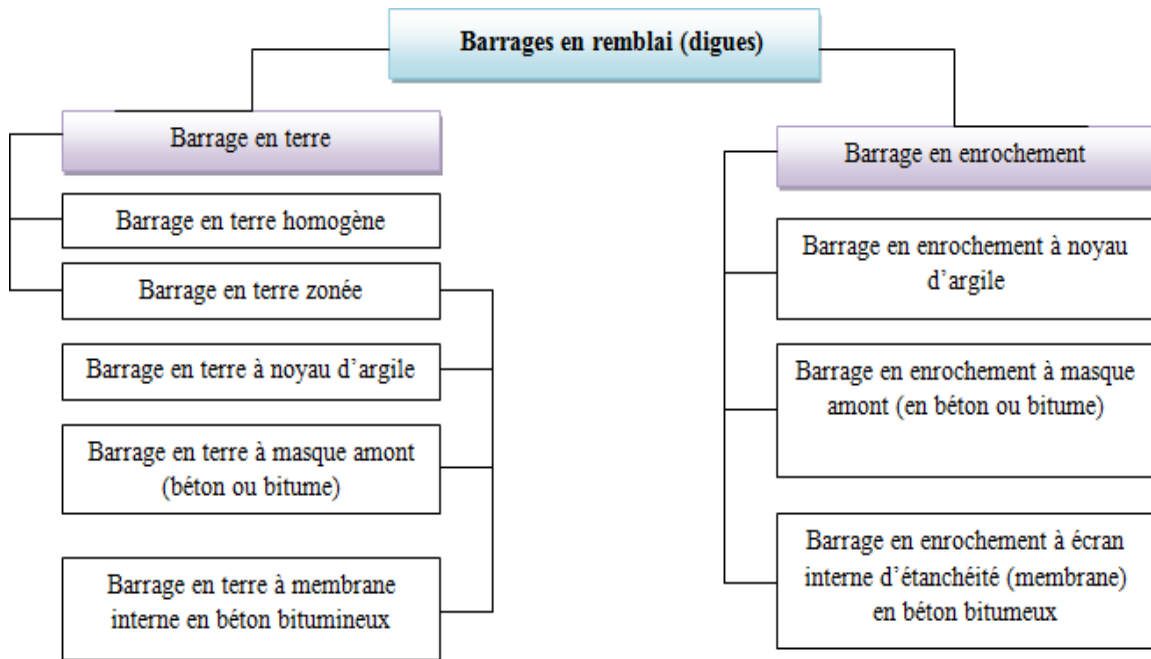 Barrages en remblai (digues)
Barrage en terre
Barrage en terre homogène
Barrage en terre zonée
Barrage en terre à noyau d’argile
Barrage en terre à masque amont
(béton ou bitume)
Barrage en terre à membrane
interne en béton bitumineux
Barrage en enrochement
Barrage en enrochement à noyau
d’argile
Barrage en enrochement à masque
amont (en béton ou bitume)
Barrage en enrochement à écran
interne d’étanchéité (membrane)
en béton bitumeux